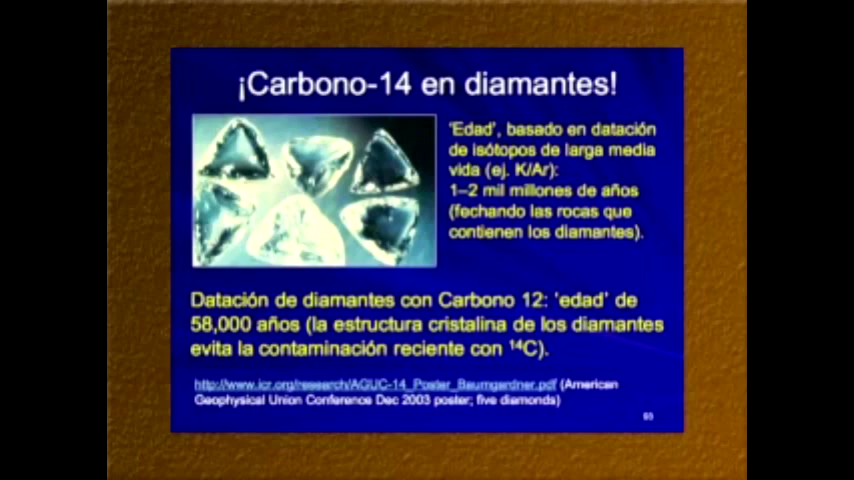 ¡Carbono-14 en diamantes!
'Edad', basado en datación
de isótopos de larga media
vida (ej. K/Ar):
1–2 mil millones de años
(fechando las rocas que
contienen los diamantes).
Datación de diamantes con Carbono 12: 'edad' de
58,000 años (la estructura cristalina de los diamantes
evita la contaminación reciente con ¹⁴C).
http://www.icr.org/research/AGUC-14_Poster_Baumgardner.pdf (American
Geophysical Union Conference Dec 2003 poster; five diamonds)